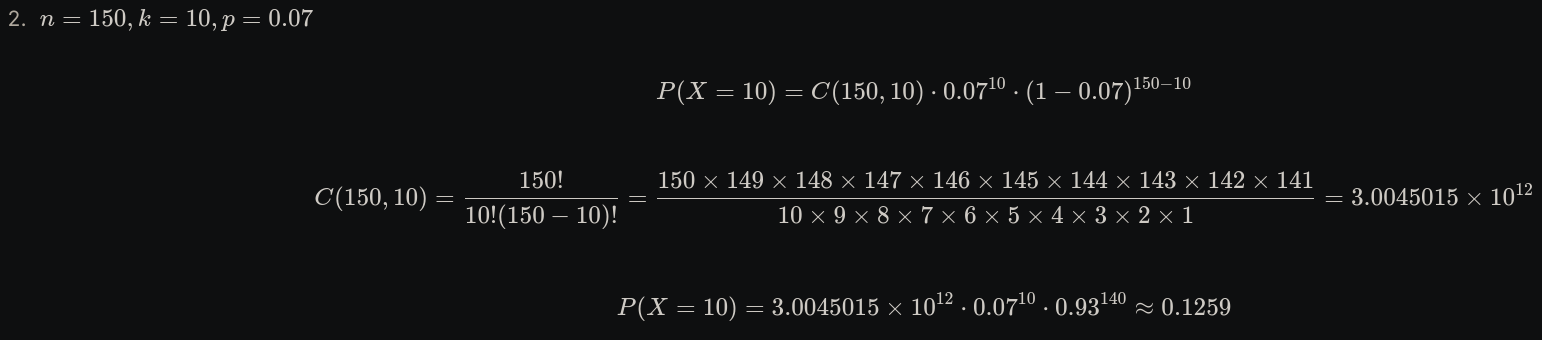 2. n = 150, k = 10, p = 0.07
P(X = 10) = C(150, 10) · 0.07^10 · (1 − 0.07)^{150−10}
C(150, 10) = \frac{150!}{10!(150 − 10)!} = \frac{150 × 149 × 148 × 147 × 146 × 145 × 144 × 143 × 142 × 141}{10 × 9 × 8 × 7 × 6 × 5 × 4 × 3 × 2 × 1} = 3.0045015 × 10^12
P(X = 10) = 3.0045015 × 10^12 · 0.07^10 · 0.93^140 ≈ 0.1259